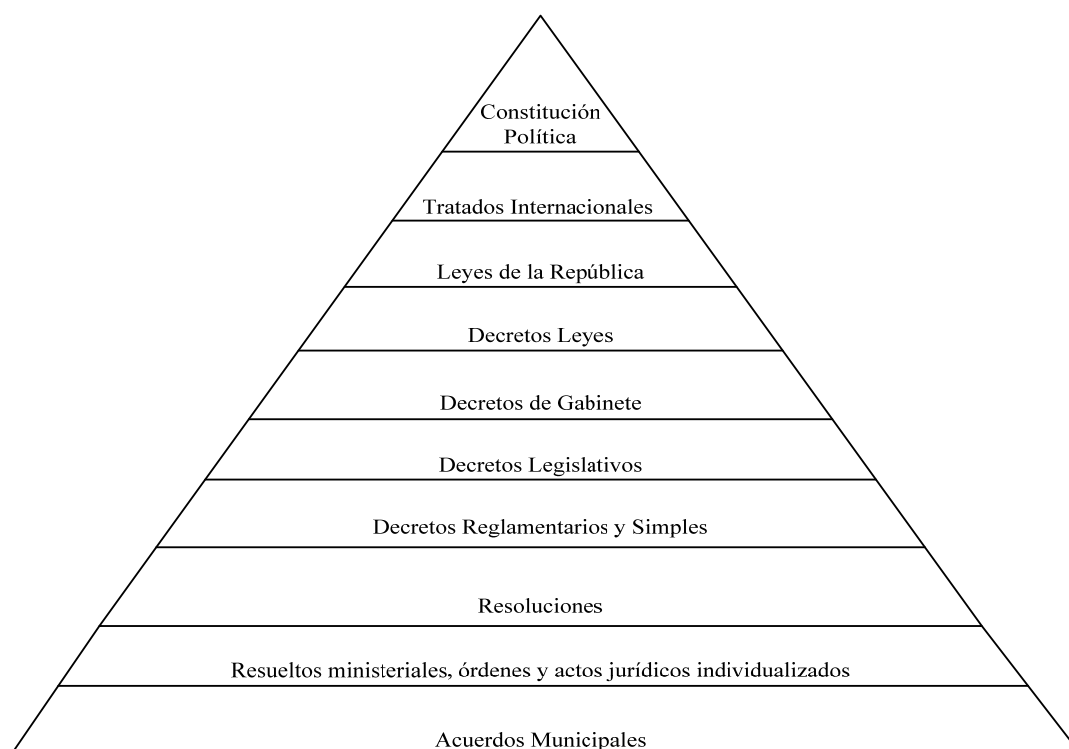 Constitución
Política
Tratados Internacionales
Leyes de la República
Decretos Leyes
Decretos de Gabinete
Decretos Legislativos
Decretos Reglamentarios y Simples
Resoluciones
Resueltos ministeriales, órdenes y actos jurídicos individualizados
Acuerdos Municipales